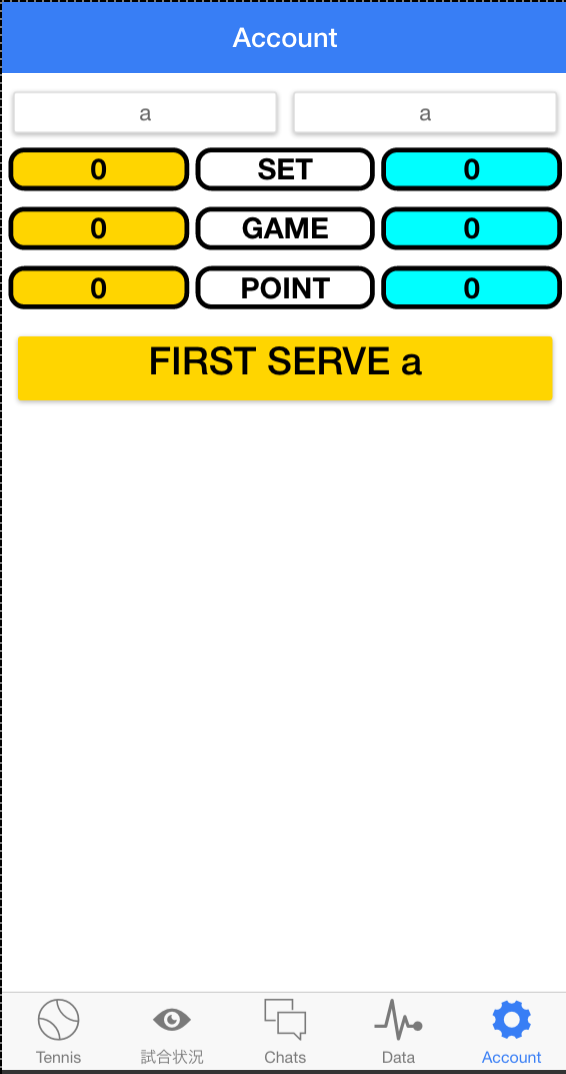 Account
a a
0 SET 0
0 GAME 0
0 POINT 0
FIRST SERVE a
Tennis 試合状況 Chats Data Account